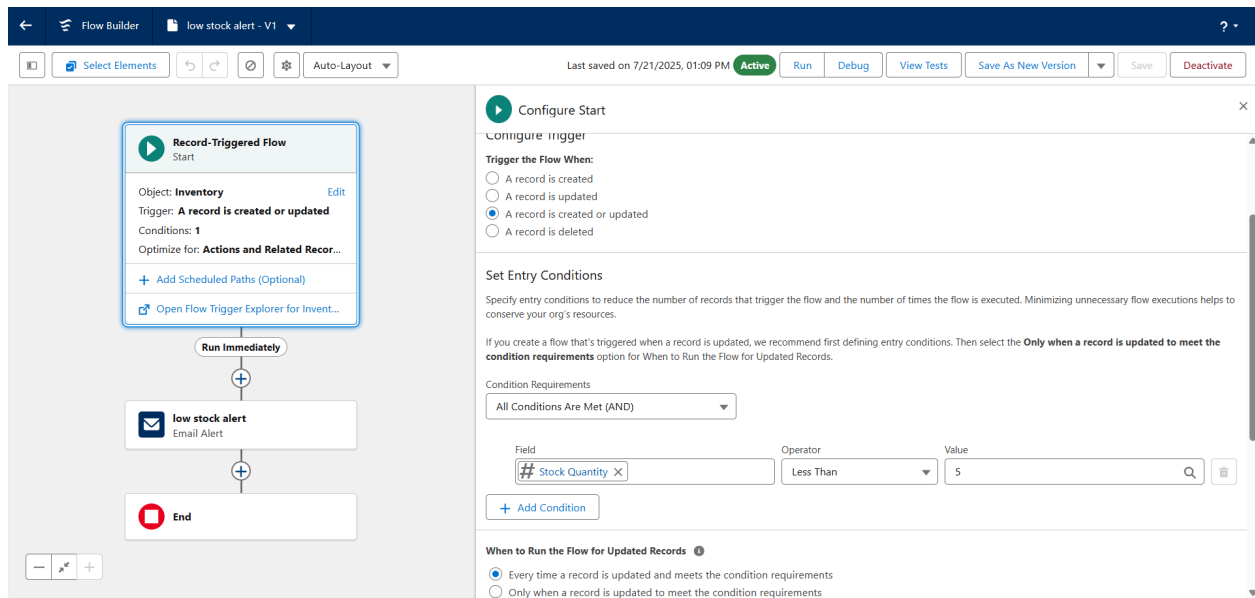 Flow Builder
low stock alert - V1
?
Select Elements
Auto-Layout
Last saved on 7/21/2025, 01:09 PM
Active
Run
Debug
View Tests
Save As New Version
Save
Deactivate
Record-Triggered Flow
Start
Object: Inventory
Edit
Trigger: A record is created or updated
Conditions: 1
Optimize for: Actions and Related Recor...
+ Add Scheduled Paths (Optional)
Open Flow Trigger Explorer for Invent...
Run Immediately
low stock alert
Email Alert
End
Configure Start
Configure Trigger
Trigger the Flow When:
A record is created
A record is updated
A record is created or updated
A record is deleted
Set Entry Conditions
Specify entry conditions to reduce the number of records that trigger the flow and the number of times the flow is executed. Minimizing unnecessary flow executions helps to
conserve your org's resources.
If you create a flow that's triggered when a record is updated, we recommend first defining entry conditions. Then select the Only when a record is updated to meet the
condition requirements option for When to Run the Flow for Updated Records.
Condition Requirements
All Conditions Are Met (AND)
Field
Operator
Value
# Stock Quantity
Less Than
5
+ Add Condition
When to Run the Flow for Updated Records
Every time a record is updated and meets the condition requirements
Only when a record is updated to meet the condition requirements